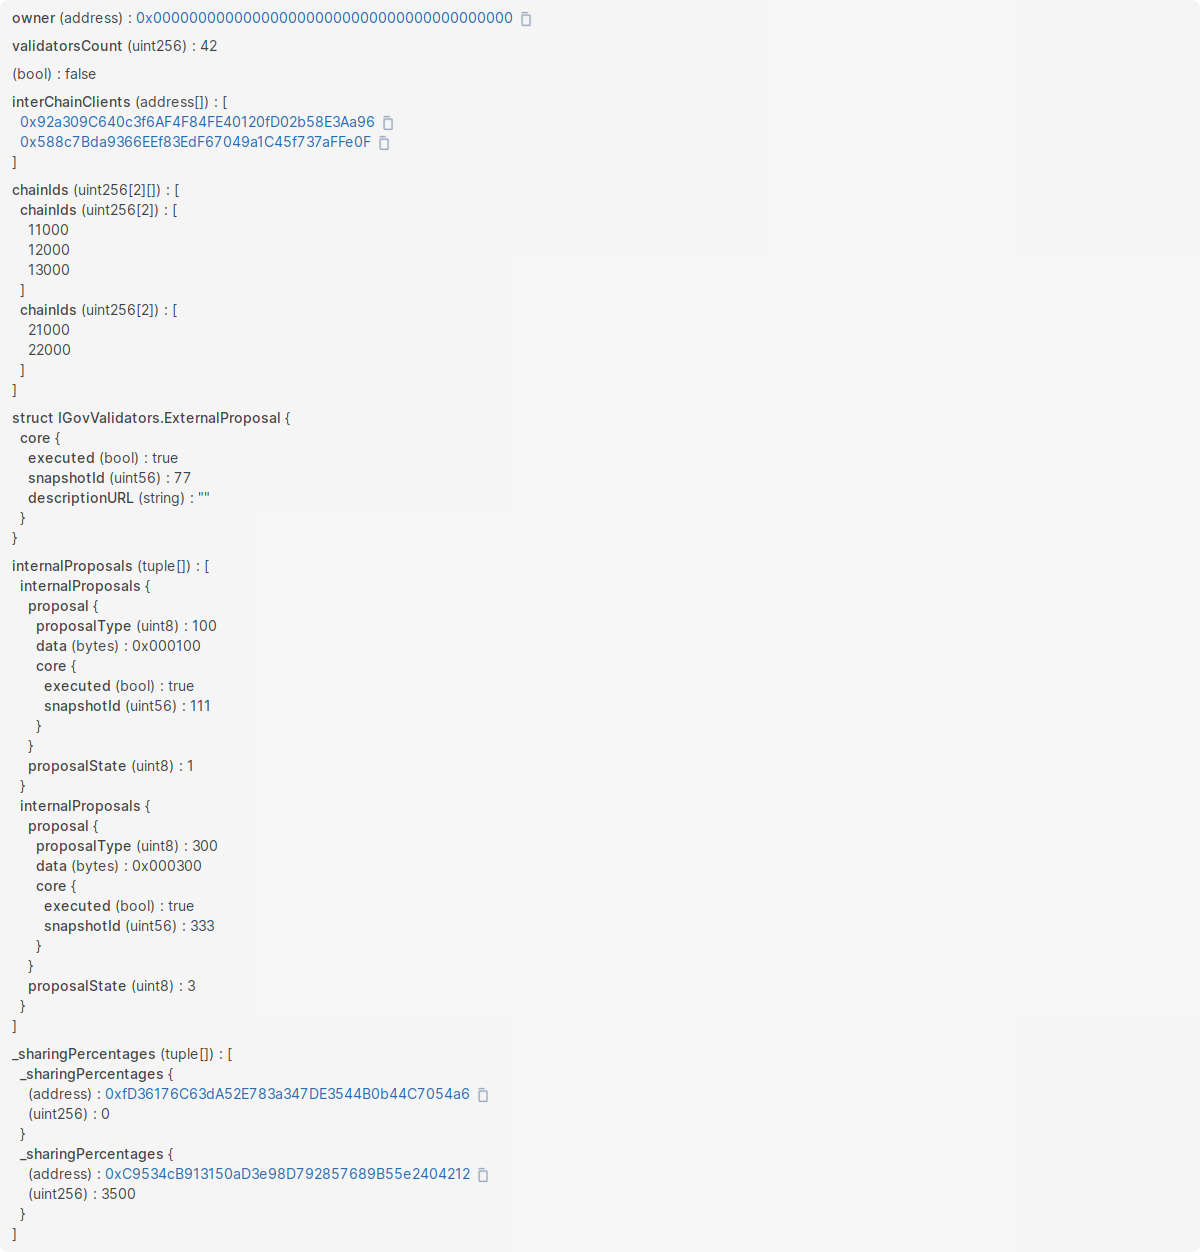 owner (address) : 0x0000000000000000000000000000000000000000
validatorsCount (uint256) : 42
(bool) : false
interChainClients (address[]) : [
0x92a309C640c3f6AF4F84FE40120fD02b58E3Aa96
0x588c7Bda9366EEf83EdF67049a1C45f737aFFe0F
]
chainIds (uint256[2][]) : [
chainIds (uint256[2]) : [
11000
12000
13000
]
chainIds (uint256[2]) : [
21000
22000
]
]
struct IGovValidators.ExternalProposal {
core {
executed (bool) : true
snapshotId (uint56) : 77
descriptionURL (string) : ""
}
}
internalProposals (tuple[]) : [
internalProposals {
proposal {
proposalType (uint8) : 100
data (bytes) : 0x000100
core {
executed (bool) : true
snapshotId (uint56) : 111
}
}
proposalState (uint8) : 1
}
internalProposals {
proposal {
proposalType (uint8) : 300
data (bytes) : 0x000300
core {
executed (bool) : true
snapshotId (uint56) : 333
}
}
proposalState (uint8) : 3
}
]
_sharingPercentages (tuple[]) : [
_sharingPercentages {
(address) : 0xfD36176C63dA52E783a347DE3544B0b44C7054a6
(uint256) : 0
}
_sharingPercentages {
(address) : 0xC9534cB913150aD3e98D792857689B55e2404212
(uint256) : 3500
}
]